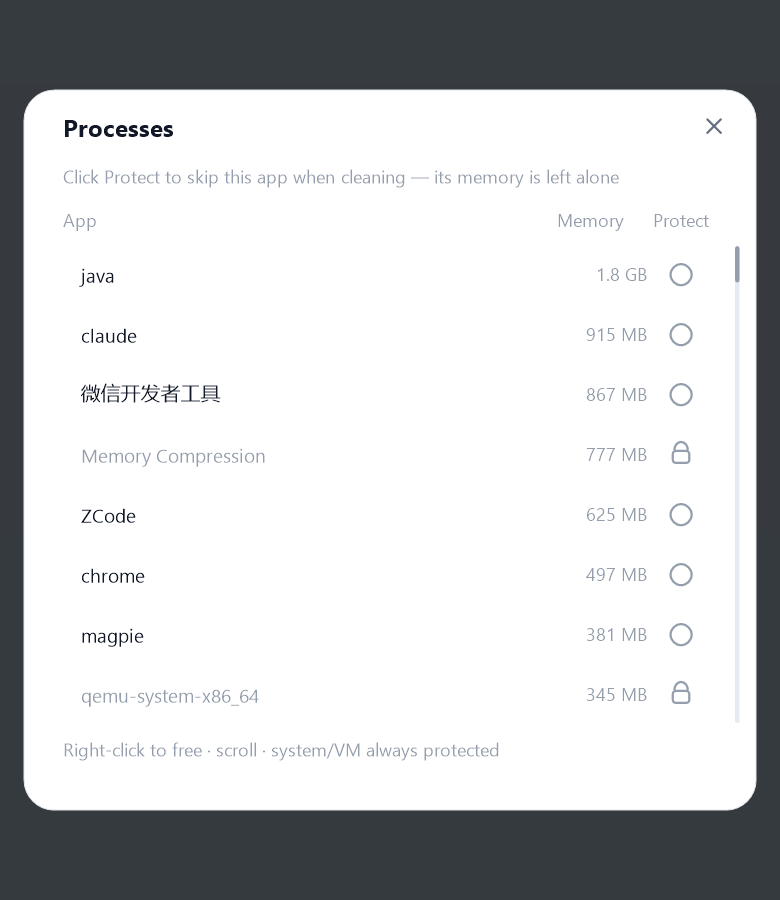 Processes
Click Protect to skip this app when cleaning — its memory is left alone
App Memory Protect
java 1.8 GB
claude 915 MB
微信开发者工具 867 MB
Memory Compression 777 MB
ZCode 625 MB
chrome 497 MB
magpie 381 MB
qemu-system-x86_64 345 MB
Right-click to free · scroll · system/VM always protected